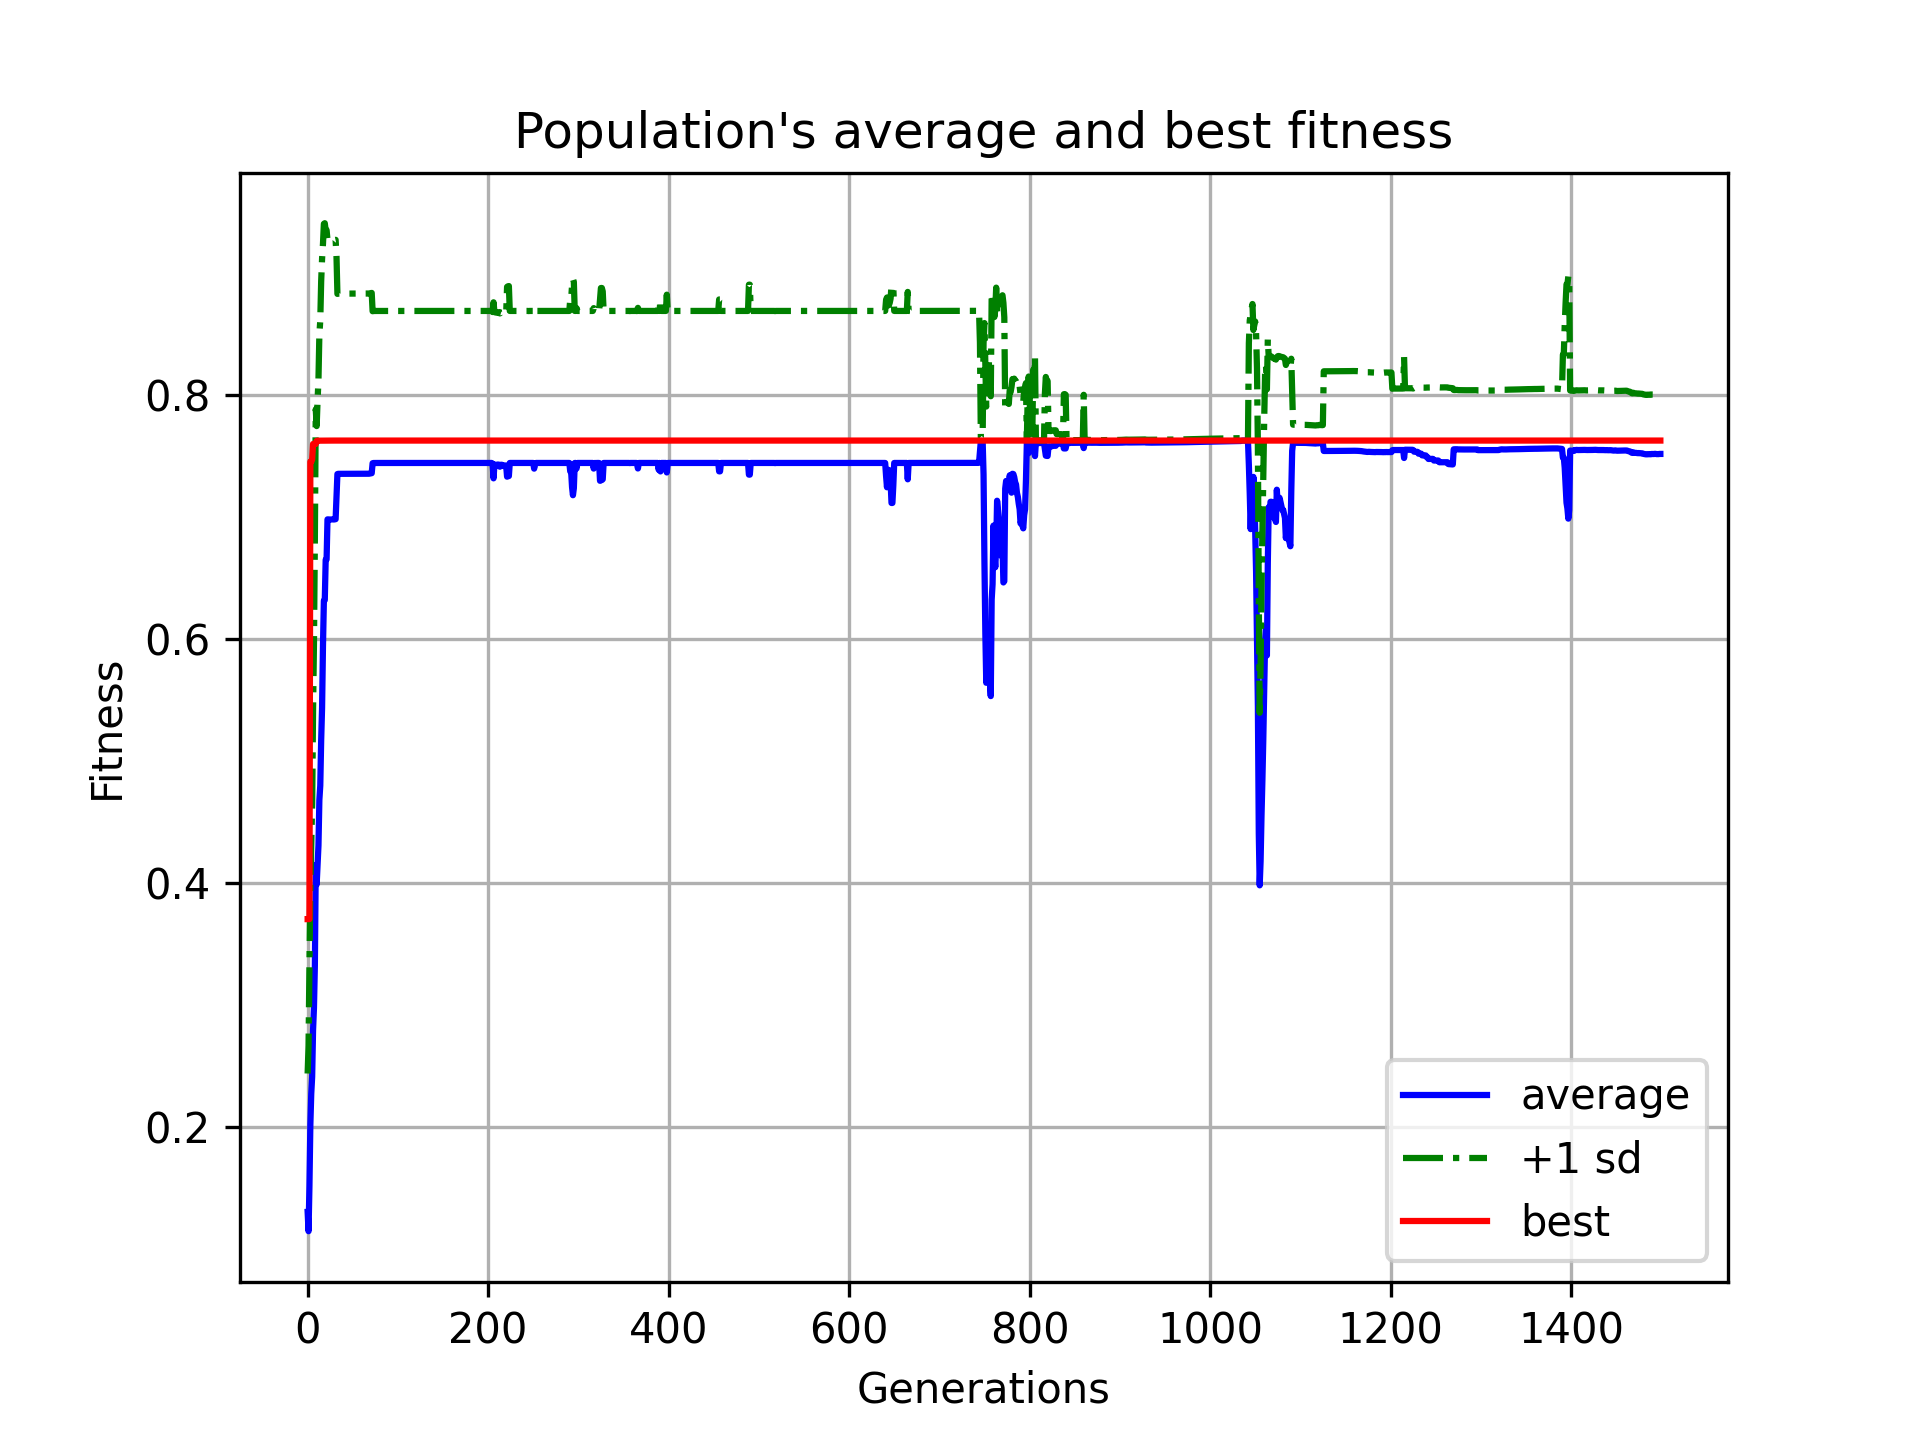 Population's average and best fitness
Fitness
0.8
0.6
0.4
0.2
0 200 400 600 800 1000 1200 1400
Generations
average
+1 sd
best